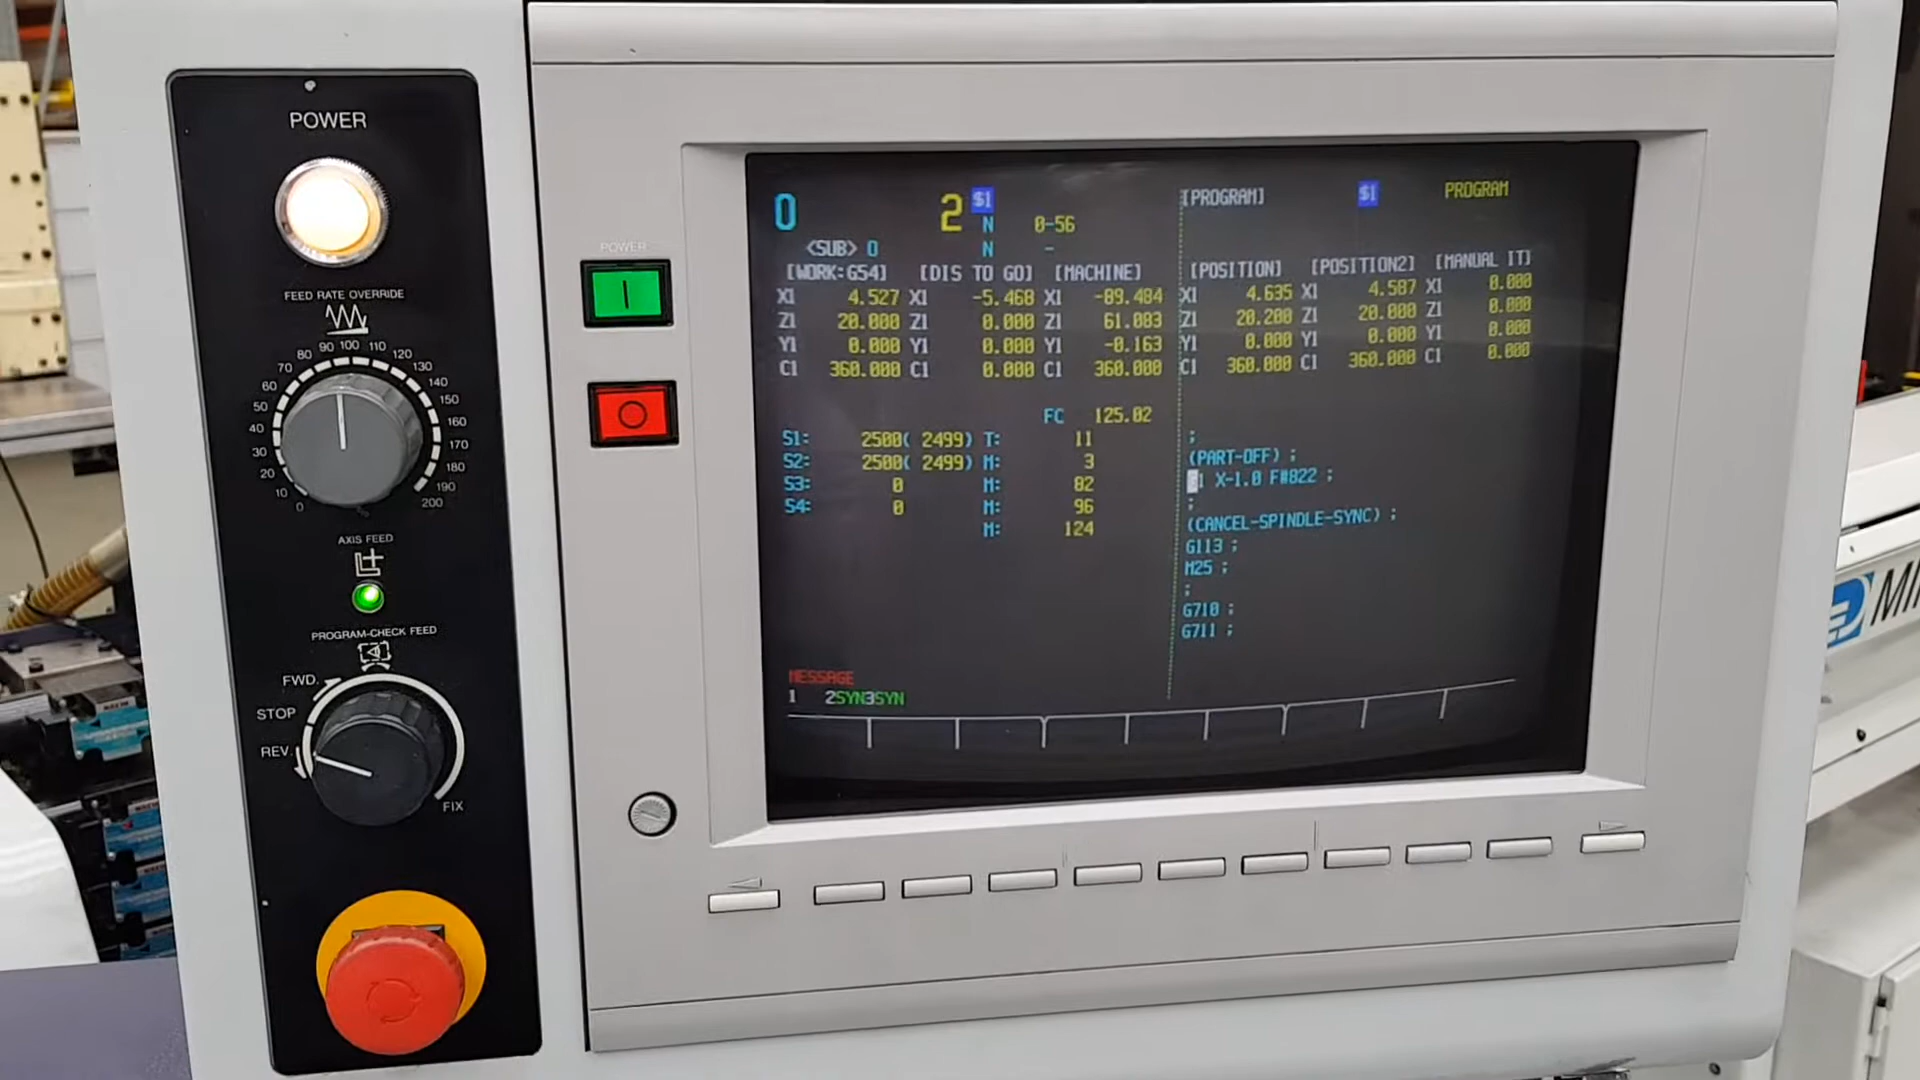 POWER
FEED RATE OVERRIDE
0 10 20 30 40 50 60 70 80 90 100 110 120 130 140 150 160 170 180 190 200
AXIS FEED
PROGRAM-CHECK FEED
FWD.
STOP
REV.
FIX
POWER
O 2 $1
N 0-56
<SUB> 0 N -
[WORK:G54] [DIS TO GO] [MACHINE]
X1 4.527 X1 -5.460 X1 -89.484
Z1 20.000 Z1 0.000 Z1 61.003
Y1 0.000 Y1 0.000 Y1 -0.163
C1 360.000 C1 0.000 C1 360.000
FC 125.02
S1: 2500( 2499) T: 11
S2: 2500( 2499) M: 3
S3: 0 M: 82
S4: 0 M: 96
M: 124
MESSAGE
1 2SYN3SYN
[PROGRAM] $1 PROGRAM
[POSITION] [POSITION2] [MANUAL IT]
X1 4.635 X1 4.587 X1 0.000
Z1 20.200 Z1 20.000 Z1 0.000
Y1 0.000 Y1 0.000 Y1 0.000
C1 360.000 C1 360.000 C1 0.000
;
(PART-OFF) ;
G1 X-1.0 F#822 ;
;
(CANCEL-SPINDLE-SYNC) ;
G113 ;
M25 ;
;
G710 ;
G711 ;